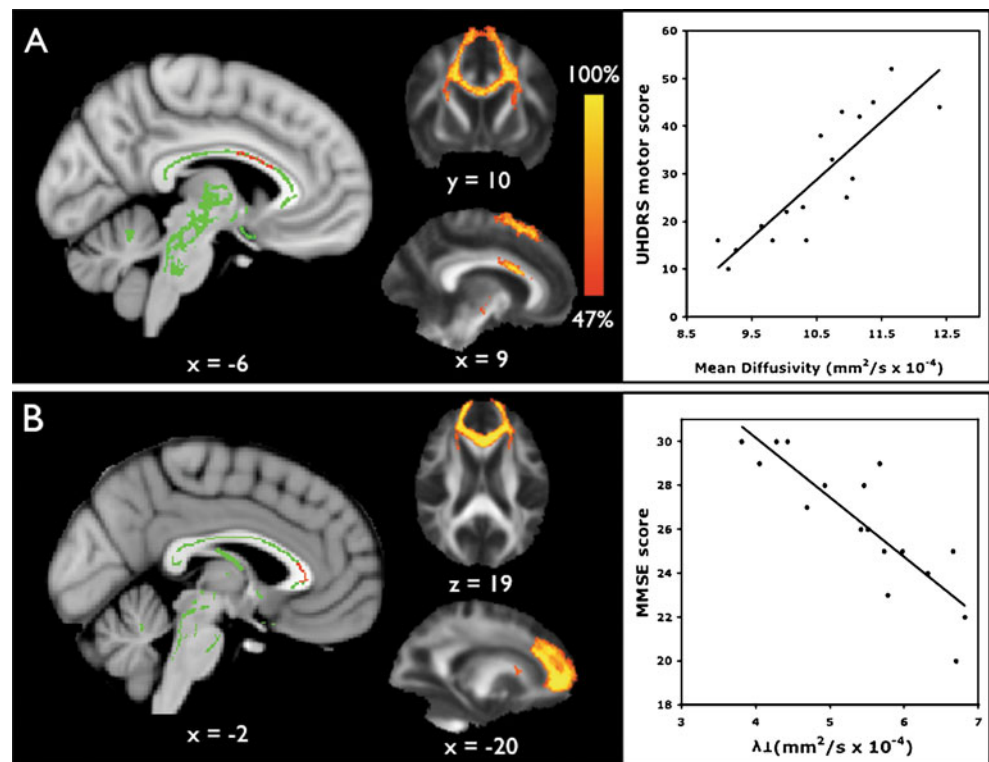 A
100%
y = 10
x = -6
x = 9
47%
UHDRS motor score
60
50
40
30
20
10
0
8.5 9.5 10.5 11.5 12.5
Mean Diffusivity (mm²/s x 10⁻⁴)
B
z = 19
x = -2
x = -20
MMSE score
30
28
26
24
22
20
18
3 4 5 6 7
λ⊥(mm²/s x 10⁻⁴)